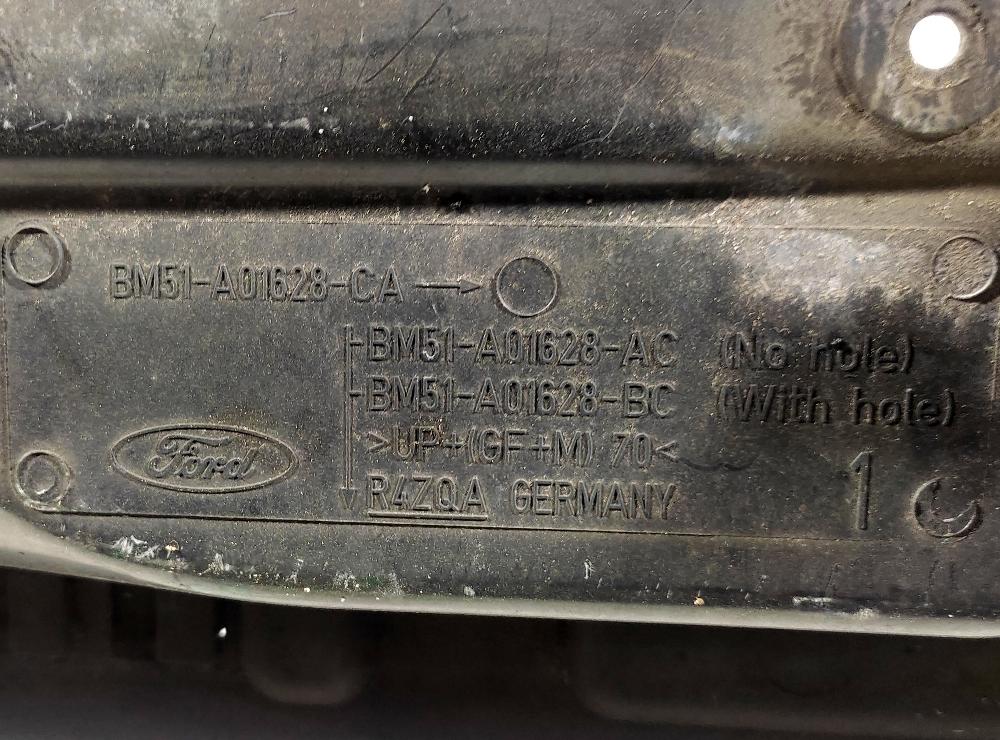 BM51-A01628-CA
BM51-A01628-AC (No hole)
BM51-A01628-BC (With hole)
>UP+(GF+M) 70<
Ford
R4ZQA GERMANY
1